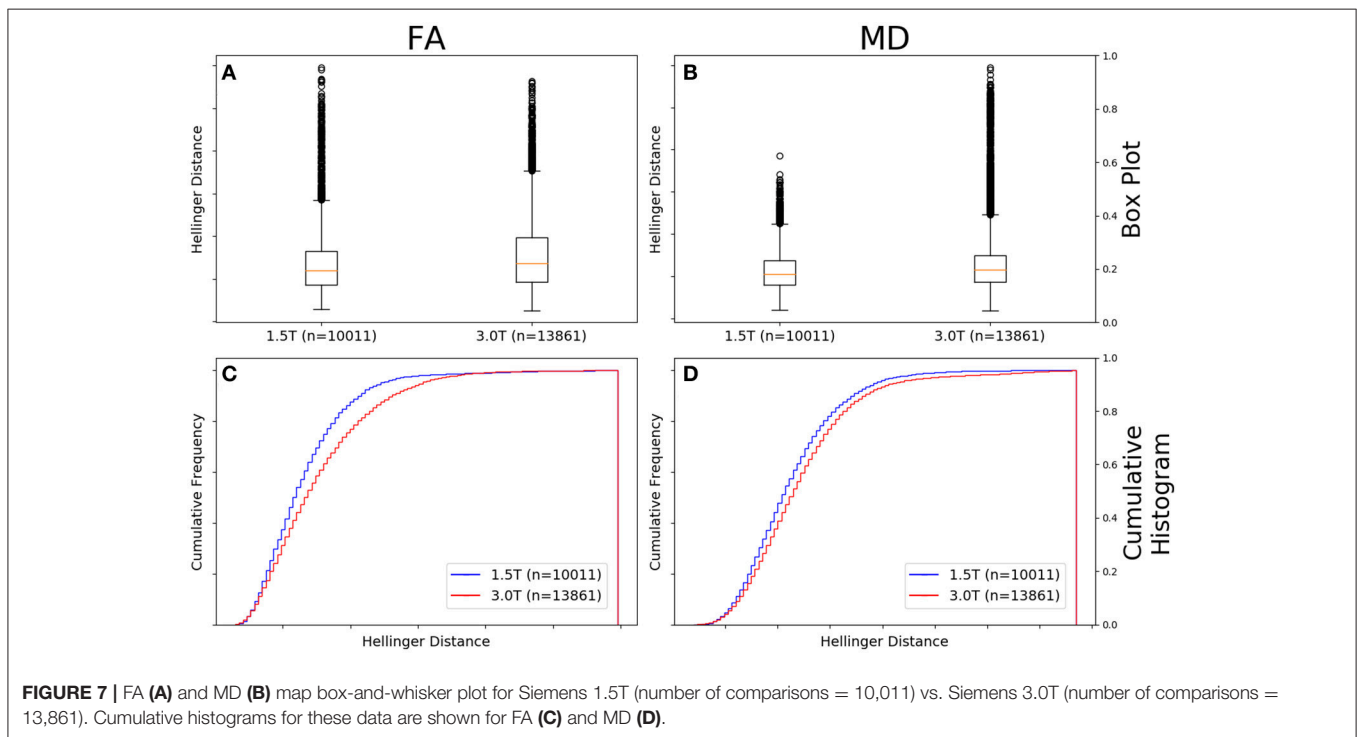 FA
MD
A
B
Hellinger Distance
Hellinger Distance
1.0
0.8
0.6
0.4
0.2
0.0
Box Plot
1.5T (n=10011)
3.0T (n=13861)
1.5T (n=10011)
3.0T (n=13861)
C
D
Cumulative Frequency
Cumulative Frequency
1.0
0.8
0.6
0.4
0.2
0.0
Cumulative
Histogram
1.5T (n=10011)
3.0T (n=13861)
1.5T (n=10011)
3.0T (n=13861)
Hellinger Distance
Hellinger Distance
FIGURE 7 | FA (A) and MD (B) map box-and-whisker plot for Siemens 1.5T (number of comparisons = 10,011) vs. Siemens 3.0T (number of comparisons =
13,861). Cumulative histograms for these data are shown for FA (C) and MD (D).